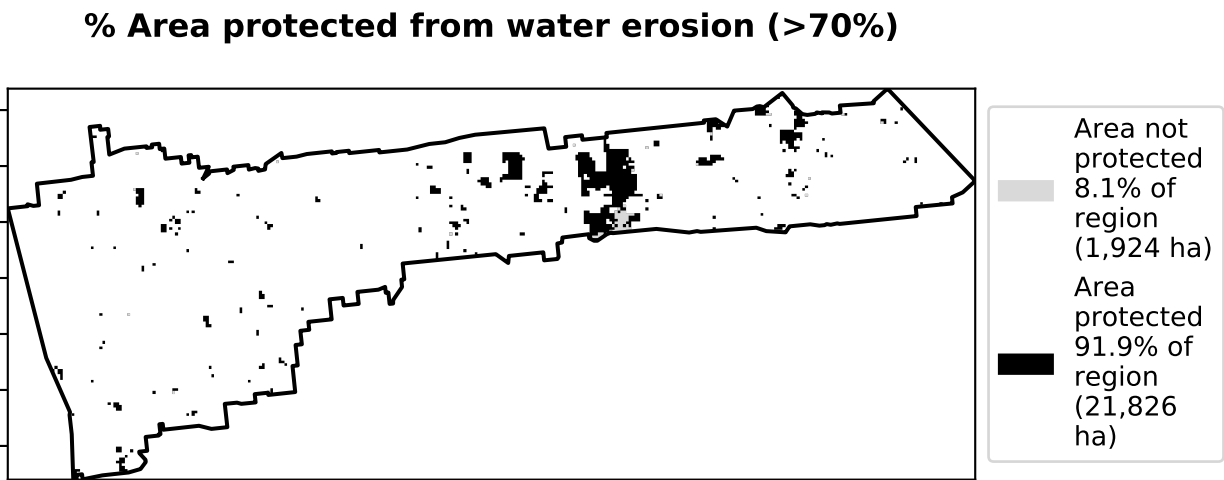 % Area protected from water erosion (>70%)
Area not
protected
8.1% of
region
(1,924 ha)
Area
protected
91.9% of
region
(21,826
ha)